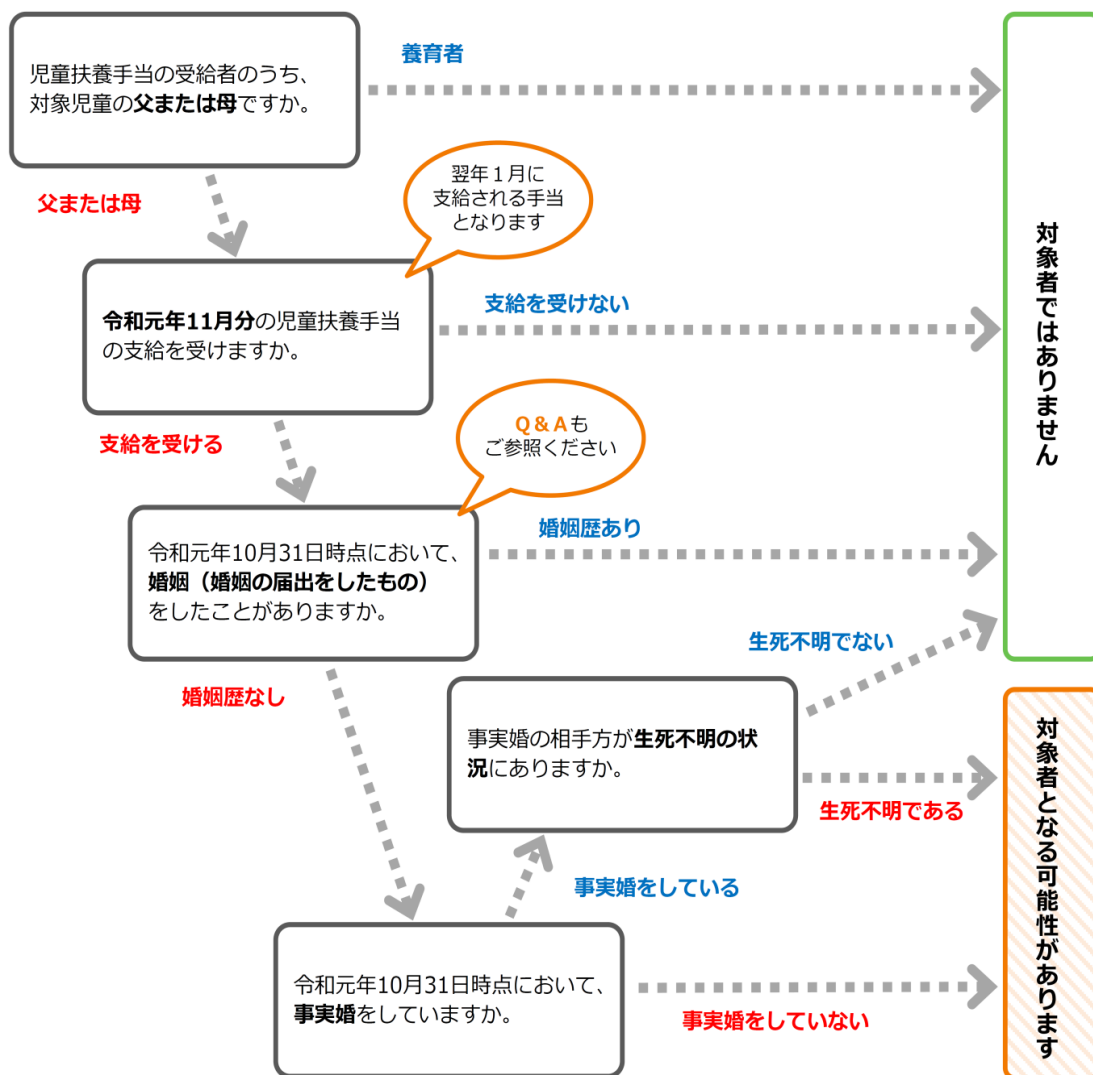 児童扶養手当の受給者のうち、
対象児童の父または母ですか。
養育者
父または母
翌年１月に
支給される手当
となります
令和元年11月分の児童扶養手当
の支給を受けますか。
支給を受けない
支給を受ける
Q＆Aも
ご参照ください
令和元年10月31日時点において、
婚姻（婚姻の届出をしたもの）
をしたことがありますか。
婚姻歴あり
婚姻歴なし
事実婚の相手方が生死不明の状
況にありますか。
生死不明でない
生死不明である
事実婚をしている
令和元年10月31日時点において、
事実婚をしていますか。
事実婚をしていない
対象者ではありません
対象者となる可能性があります